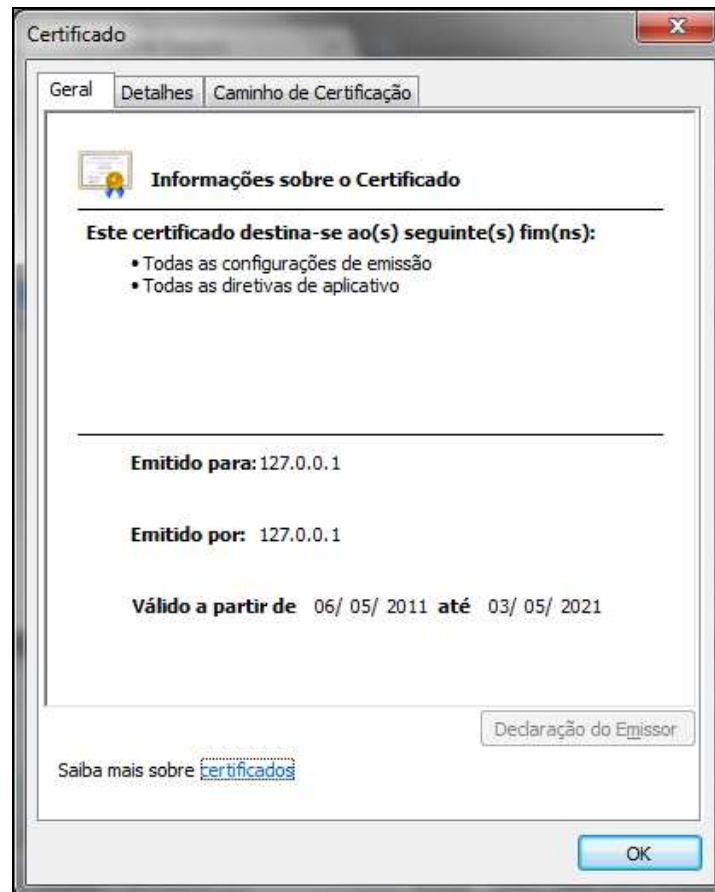 Certificado
Geral
Detalhes
Caminho de Certificação
Informações sobre o Certificado
Este certificado destina-se ao(s) seguinte(s) fim(ns):
• Todas as configurações de emissão
• Todas as diretivas de aplicativo
Emitido para: 127.0.0.1
Emitido por: 127.0.0.1
Válido a partir de 06/ 05/ 2011 até 03/ 05/ 2021
Declaração do Emissor
Saiba mais sobre certificados
OK